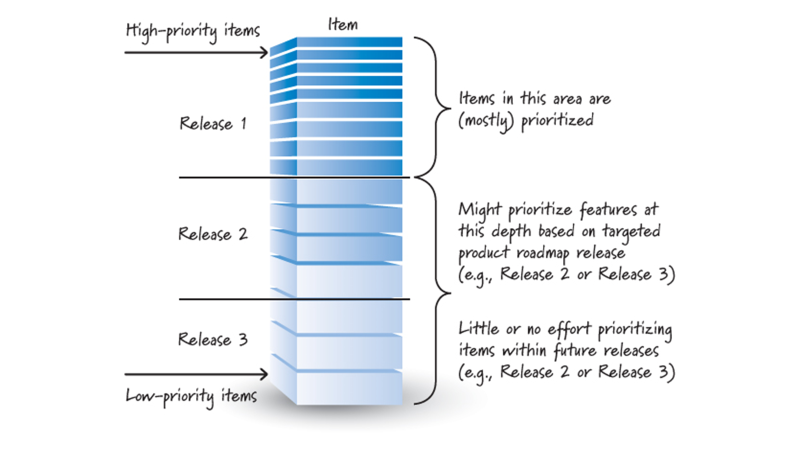 High-priority items
Item
Items in this area are
(mostly) prioritized
Release 1
Might prioritize features at
this depth based on targeted
product roadmap release
(e.g., Release 2 or Release 3)
Release 2
Little or no effort prioritizing
items within future releases
(e.g., Release 2 or Release 3)
Release 3
Low-priority items